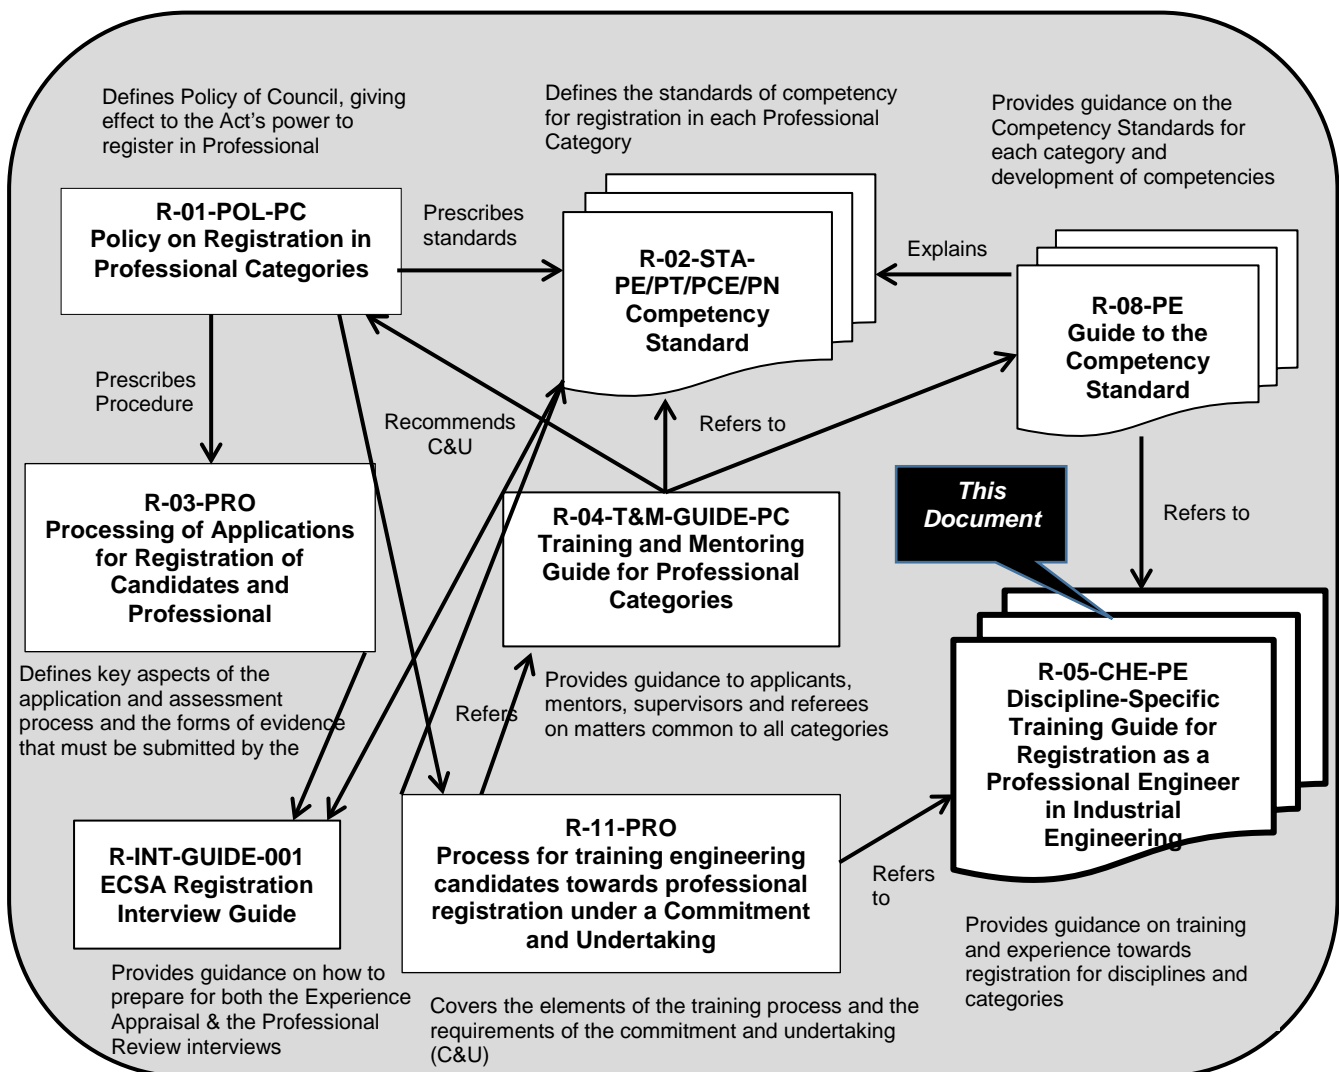 Defines Policy of Council, giving
effect to the Act's power to
register in Professional
Defines the standards of competency
for registration in each Professional
Category
Provides guidance on the
Competency Standards for
each category and
development of competencies
R-01-POL-PC
Policy on Registration in
Professional Categories
Prescribes
standards
R-02-STA-
PE/PT/PCE/PN
Competency
Standard
Explains
R-08-PE
Guide to the
Competency
Standard
Prescribes
Procedure
Recommends
C&U
Refers to
R-03-PRO
Processing of Applications
for Registration of
Candidates and
Professional
R-04-T&M-GUIDE-PC
Training and Mentoring
Guide for Professional
Categories
This
Document
Refers to
Defines key aspects of the
application and assessment
process and the forms of evidence
that must be submitted by the
Refers
Provides guidance to applicants,
mentors, supervisors and referees
on matters common to all categories
R-05-CHE-PE
Discipline-Specific
Training Guide for
Registration as a
Professional Engineer
in Industrial
Engineering
R-INT-GUIDE-001
ECSA Registration
Interview Guide
R-11-PRO
Process for training engineering
candidates towards professional
registration under a Commitment
and Undertaking
Refers
to
Provides guidance on how to
prepare for both the Experience
Appraisal & the Professional
Review interviews
Covers the elements of the training process and the
requirements of the commitment and undertaking
(C&U)
Provides guidance on training
and experience towards
registration for disciplines and
categories